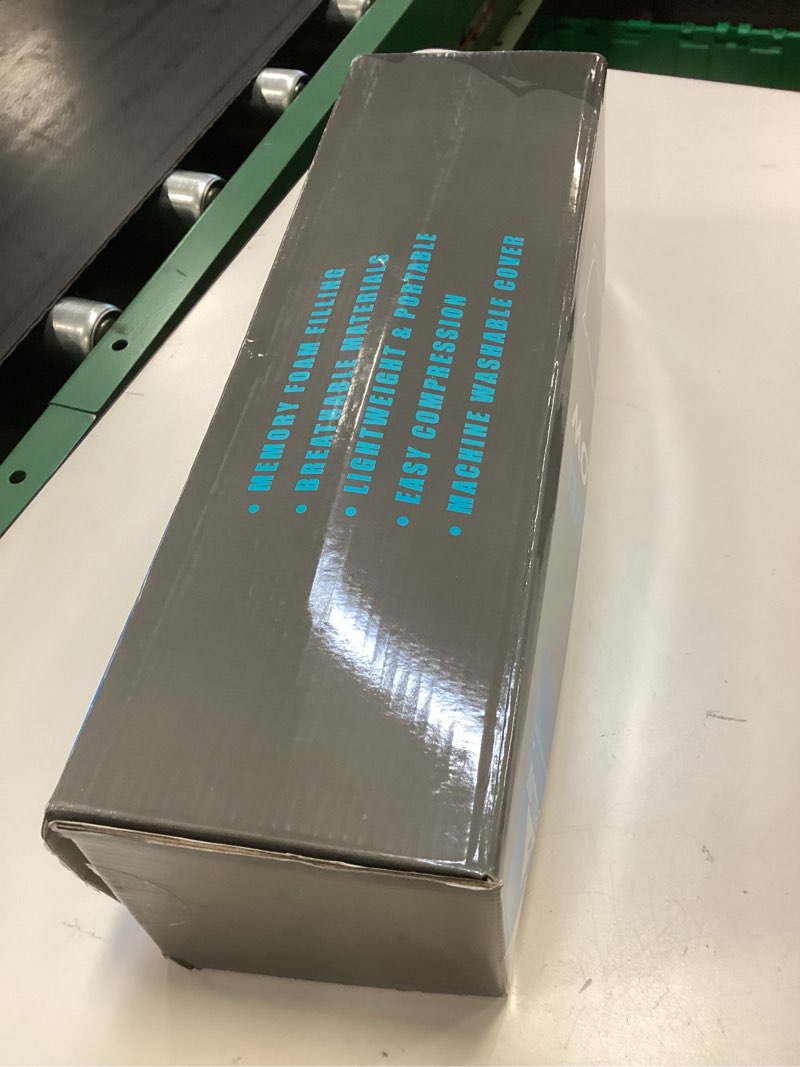 • MEMORY FOAM FILLING
• BREATHABLE MATERIALS
• LIGHTWEIGHT & PORTABLE
• EASY COMPRESSION
• MACHINE WASHABLE COVER